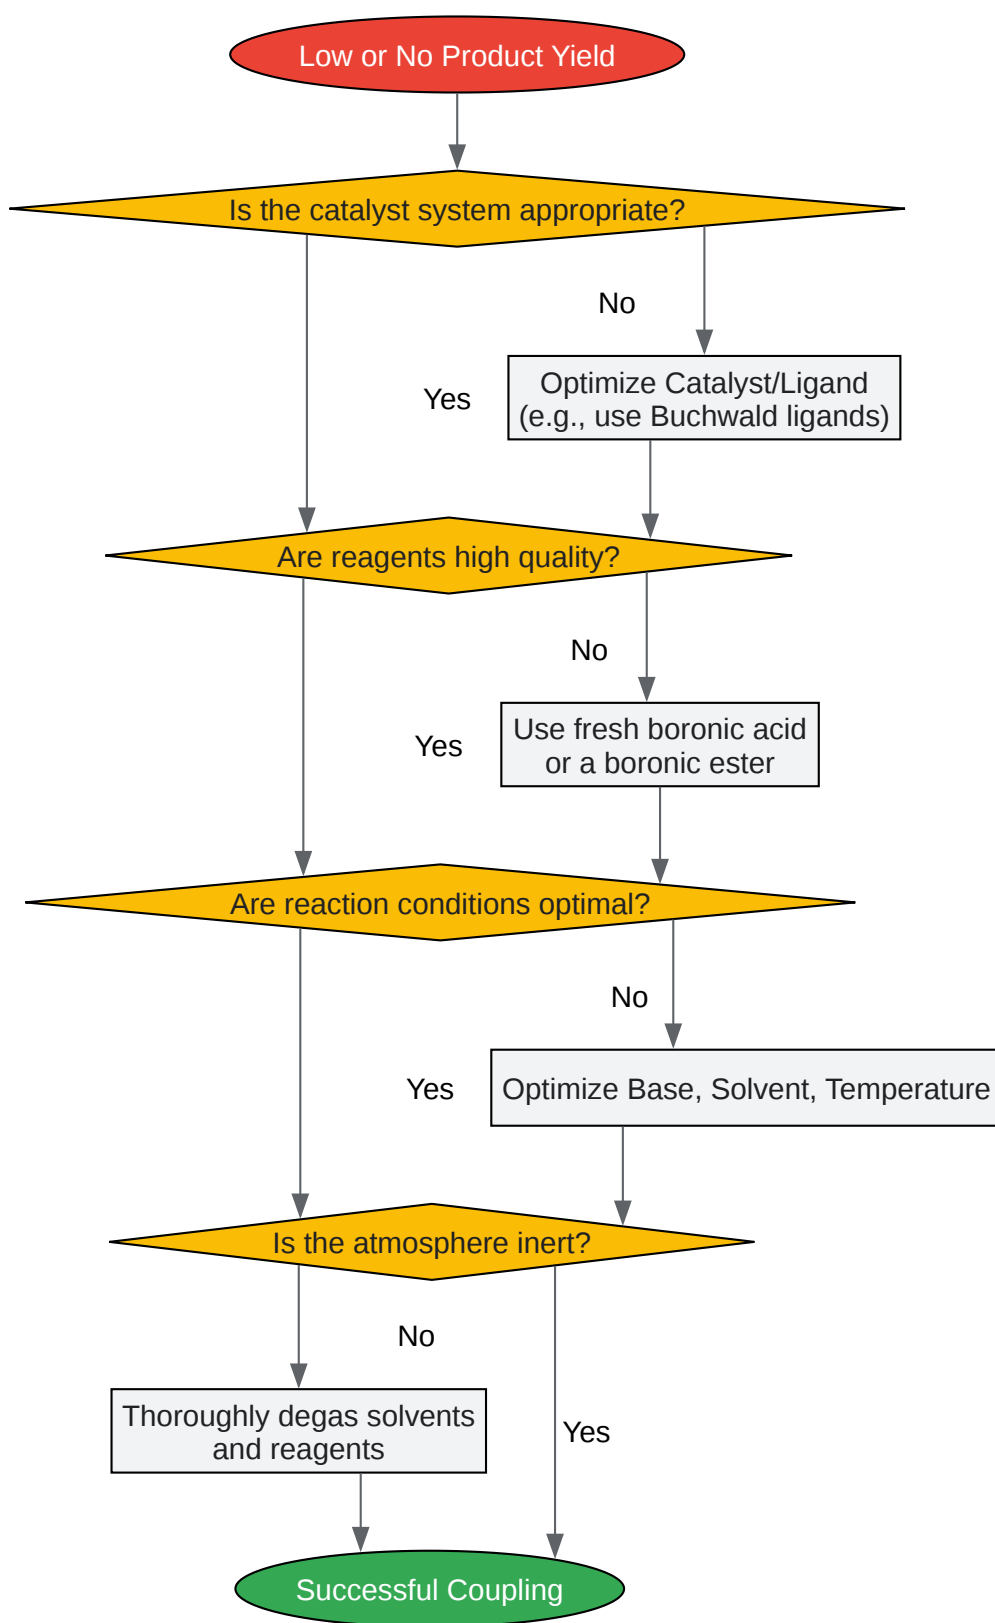 Low or No Product Yield
Is the catalyst system appropriate?
No
Yes
Optimize Catalyst/Ligand
(e.g., use Buchwald ligands)
Are reagents high quality?
No
Yes
Use fresh boronic acid
or a boronic ester
Are reaction conditions optimal?
No
Yes
Optimize Base, Solvent, Temperature
Is the atmosphere inert?
No
Thoroughly degas solvents
and reagents
Yes
Successful Coupling